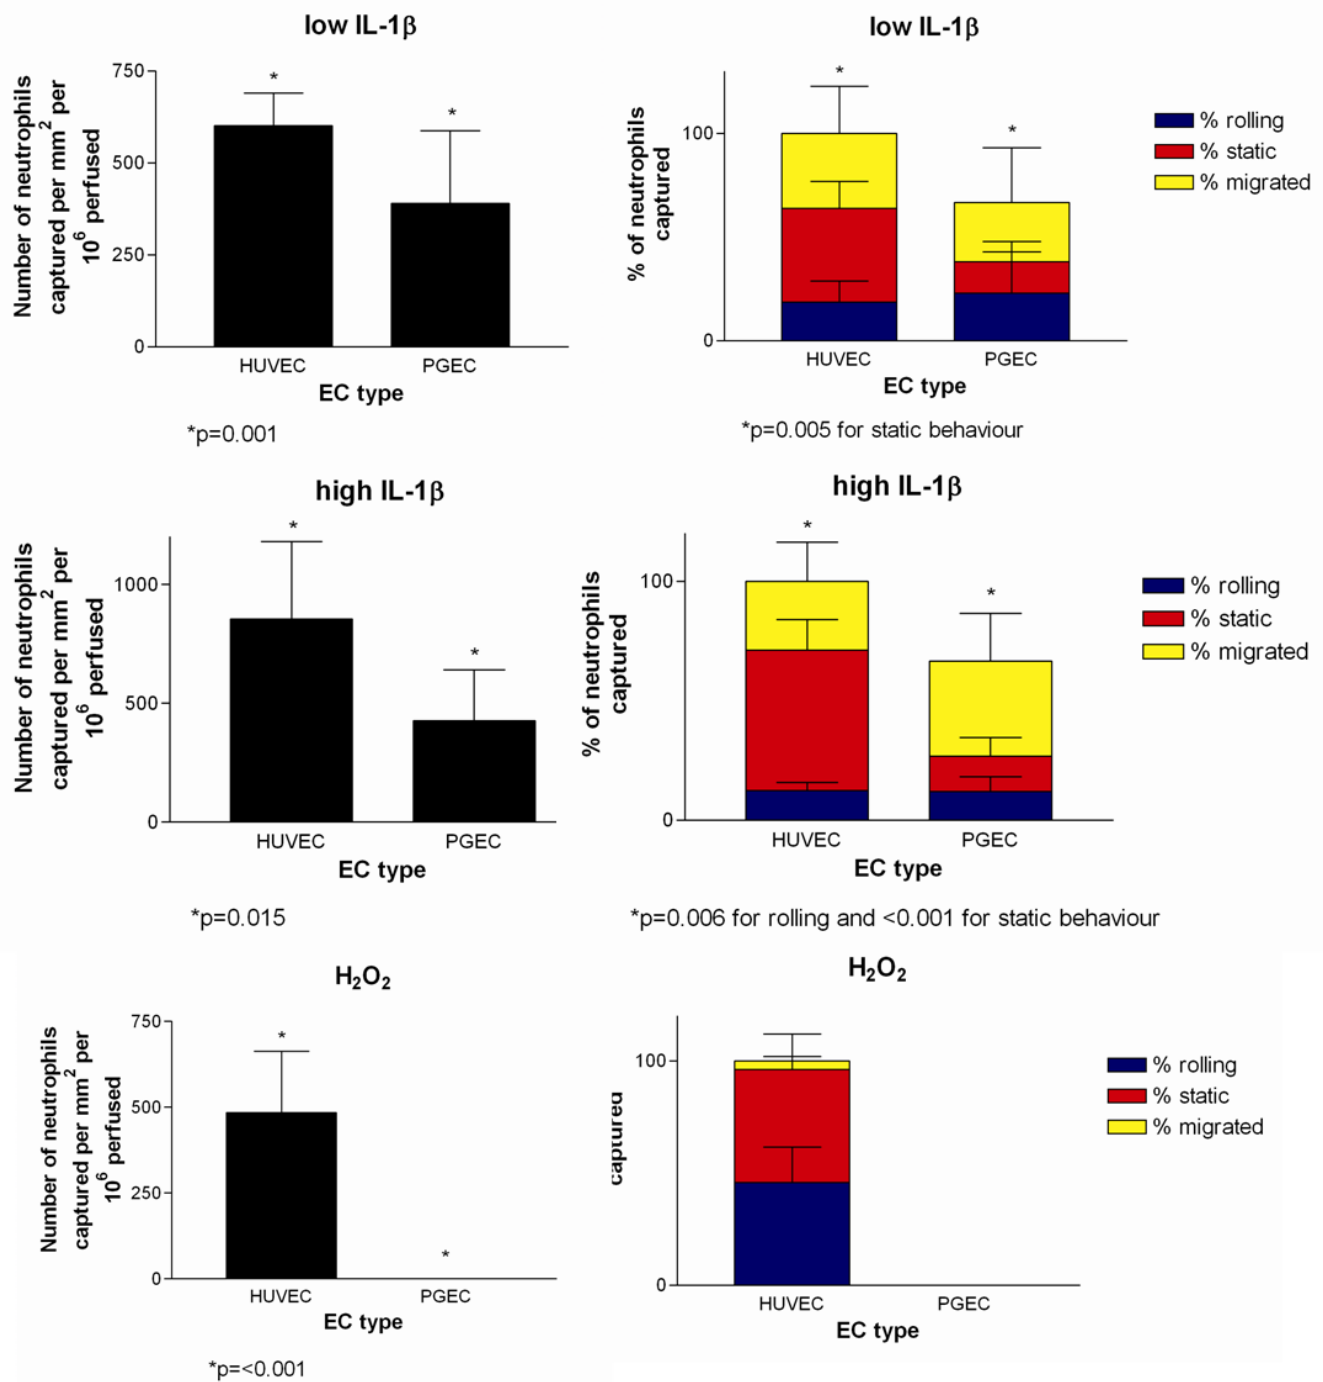 low IL-1β
Number of neutrophils
captured per mm² per
10⁶ perfused
750
500
250
0
*
*
HUVEC
PGEC
EC type
*p=0.001
low IL-1β
% of neutrophils
captured
100
0
*
*
HUVEC
PGEC
EC type
% rolling
% static
% migrated
*p=0.005 for static behaviour
high IL-1β
Number of neutrophils
captured per mm² per
10⁶ perfused
1000
500
0
*
*
HUVEC
PGEC
EC type
*p=0.015
high IL-1β
% of neutrophils
captured
100
0
*
*
HUVEC
PGEC
EC type
% rolling
% static
% migrated
*p=0.006 for rolling and <0.001 for static behaviour
H₂O₂
Number of neutrophils
captured per mm² per
10⁶ perfused
750
500
250
0
*
*
HUVEC
PGEC
EC type
*p=<0.001
H₂O₂
captured
100
0
HUVEC
PGEC
EC type
% rolling
% static
% migrated